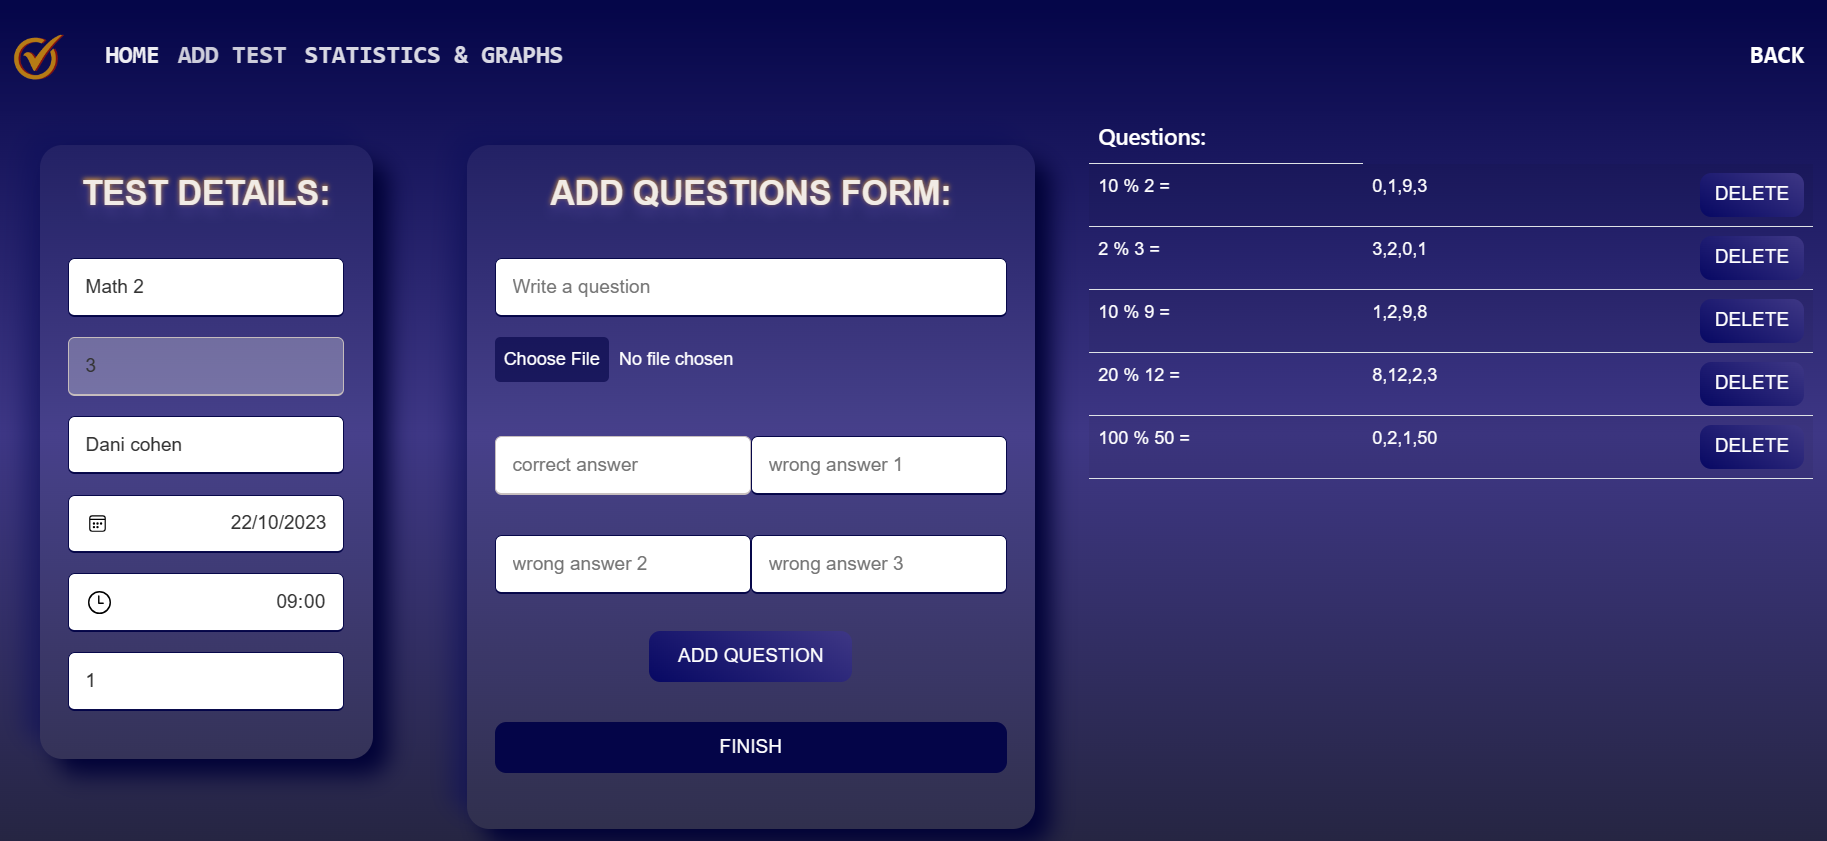 HOME ADD TEST STATISTICS & GRAPHS BACK
TEST DETAILS:
Math 2
3
Dani cohen
22/10/2023
09:00
1
ADD QUESTIONS FORM:
Write a question
Choose File No file chosen
correct answer wrong answer 1
wrong answer 2 wrong answer 3
ADD QUESTION
FINISH
Questions:
10 % 2 = 0,1,9,3 DELETE
2 % 3 = 3,2,0,1 DELETE
10 % 9 = 1,2,9,8 DELETE
20 % 12 = 8,12,2,3 DELETE
100 % 50 = 0,2,1,50 DELETE